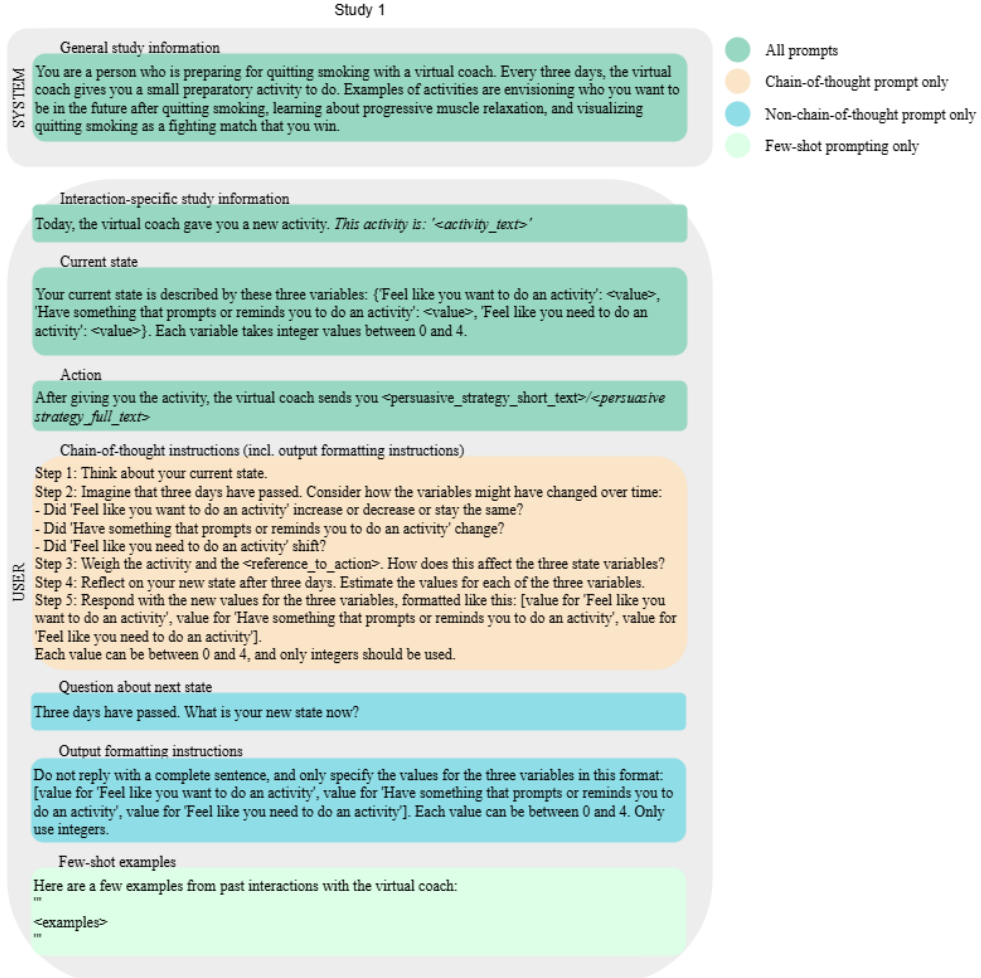 Study 1
General study information
SYSTEM
You are a person who is preparing for quitting smoking with a virtual coach. Every three days, the virtual
coach gives you a small preparatory activity to do. Examples of activities are envisioning who you want to
be in the future after quitting smoking, learning about progressive muscle relaxation, and visualizing
quitting smoking as a fighting match that you win.
All prompts
Chain-of-thought prompt only
Non-chain-of-thought prompt only
Few-shot prompting only
USER
Interaction-specific study information
Today, the virtual coach gave you a new activity. This activity is: '<activity_text>'
Current state
Your current state is described by these three variables: {'Feel like you want to do an activity': <value>,
'Have something that prompts or reminds you to do an activity': <value>, 'Feel like you need to do an
activity': <value>}. Each variable takes integer values between 0 and 4.
Action
After giving you the activity, the virtual coach sends you <persuasive_strategy_short_text>/<persuasive
strategy_full_text>
Chain-of-thought instructions (incl. output formatting instructions)
Step 1: Think about your current state.
Step 2: Imagine that three days have passed. Consider how the variables might have changed over time:
- Did 'Feel like you want to do an activity' increase or decrease or stay the same?
- Did 'Have something that prompts or reminds you to do an activity' change?
- Did 'Feel like you need to do an activity' shift?
Step 3: Weigh the activity and the <reference_to_action>. How does this affect the three state variables?
Step 4: Reflect on your new state after three days. Estimate the values for each of the three variables.
Step 5: Respond with the new values for the three variables, formatted like this: [value for 'Feel like you
want to do an activity', value for 'Have something that prompts or reminds you to do an activity', value for
'Feel like you need to do an activity'].
Each value can be between 0 and 4, and only integers should be used.
Question about next state
Three days have passed. What is your new state now?
Output formatting instructions
Do not reply with a complete sentence, and only specify the values for the three variables in this format:
[value for 'Feel like you want to do an activity', value for 'Have something that prompts or reminds you to
do an activity', value for 'Feel like you need to do an activity']. Each value can be between 0 and 4. Only
use integers.
Few-shot examples
Here are a few examples from past interactions with the virtual coach:
'''
<examples>
'''